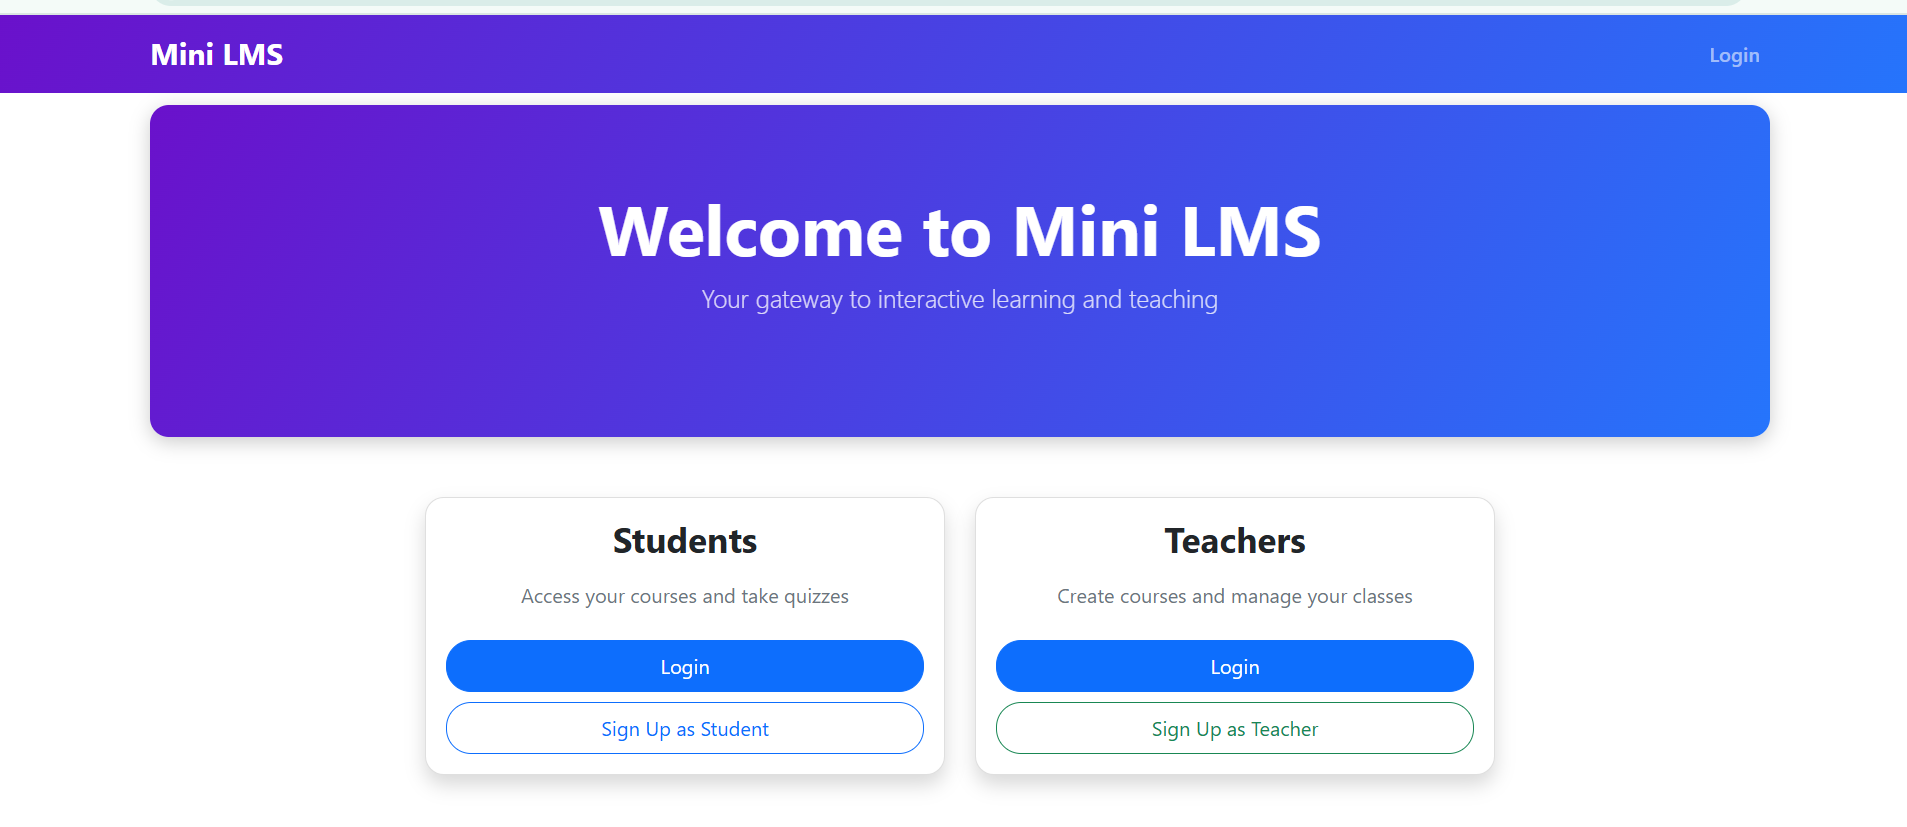 Mini LMS
Login
Welcome to Mini LMS
Your gateway to interactive learning and teaching
Students
Access your courses and take quizzes
Login
Sign Up as Student
Teachers
Create courses and manage your classes
Login
Sign Up as Teacher